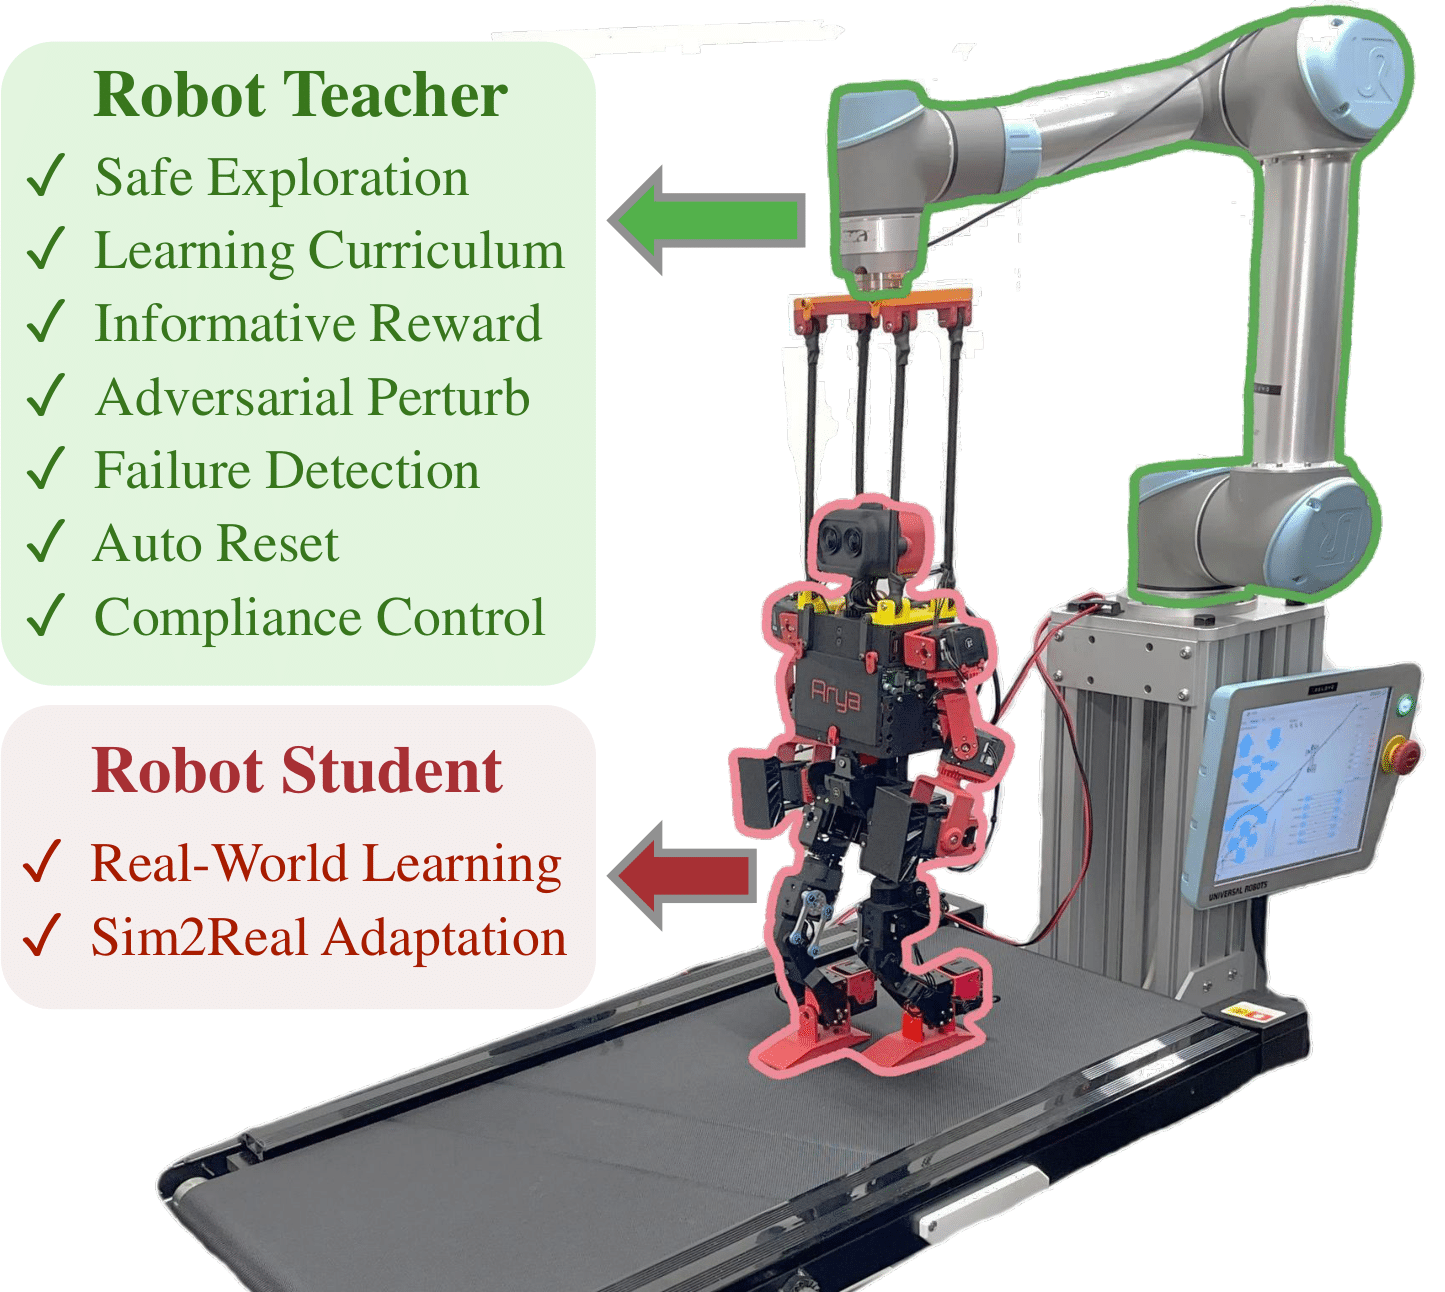 Robot Teacher
✓ Safe Exploration
✓ Learning Curriculum
✓ Informative Reward
✓ Adversarial Perturb
✓ Failure Detection
✓ Auto Reset
✓ Compliance Control
Robot Student
✓ Real-World Learning
✓ Sim2Real Adaptation
Arya
UNIVERSAL ROBOTS